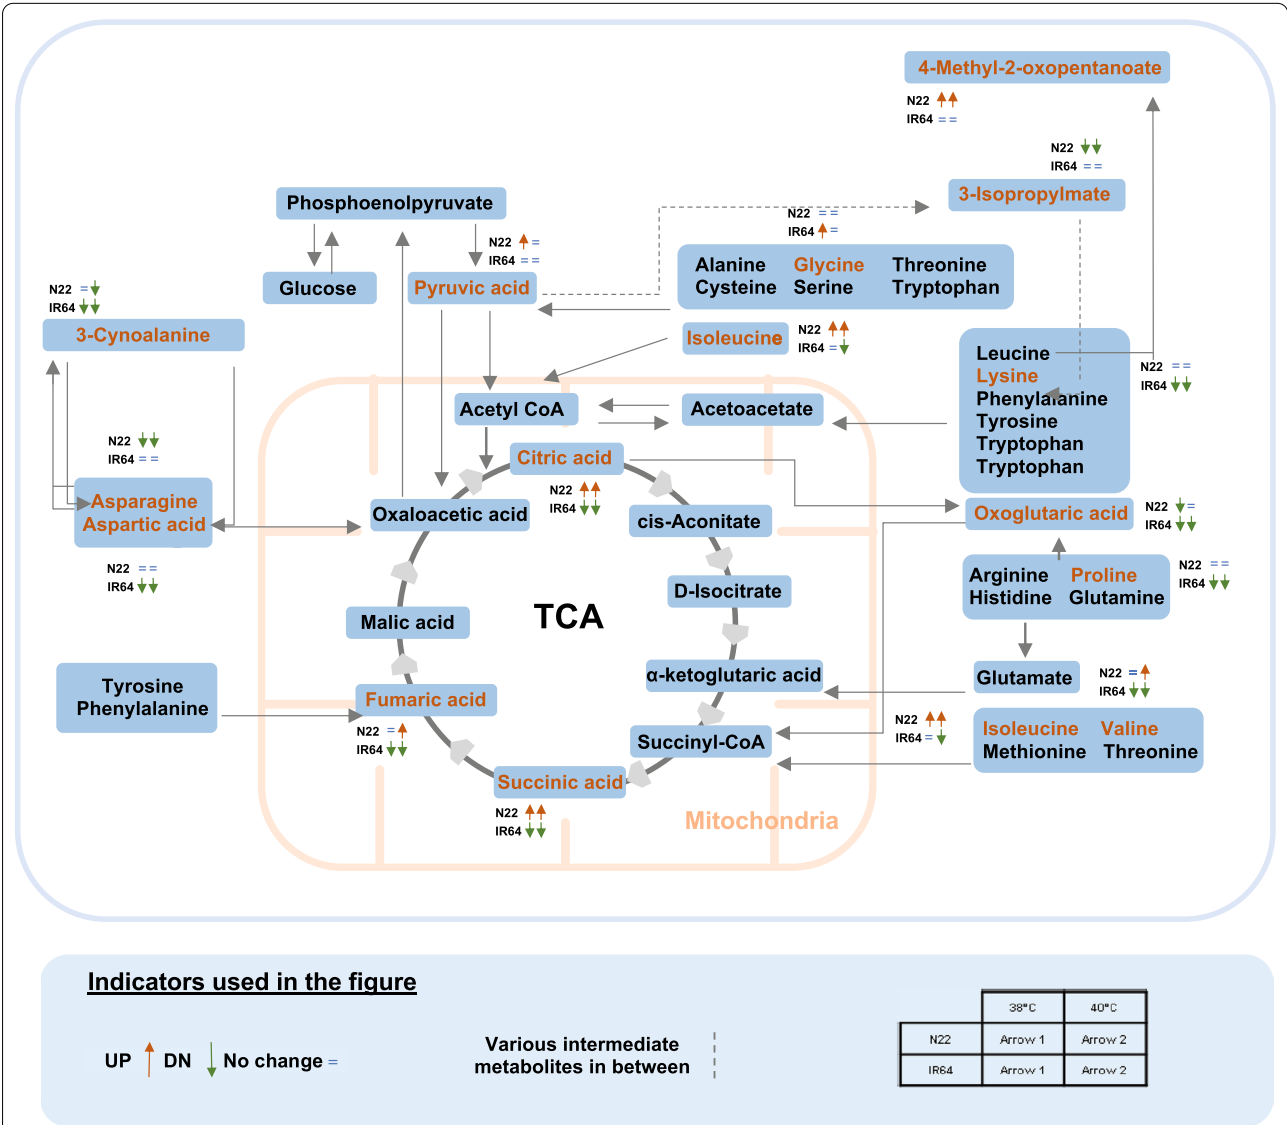 4-Methyl-2-oxopentanoate
N22 ↑↑
IR64 ==
N22 ↓↓
IR64 ==
3-Isopropylmate
Phosphoenolpyruvate
N22 ==
IR64 ↑=
N22 ↑=
IR64 ==
Alanine Glycine Threonine
Cysteine Serine Tryptophan
Glucose
Pyruvic acid
N22 =↓
IR64 ↓↓
3-Cynoalanine
Isoleucine
N22 ↑↑
IR64 =↓
Leucine
Lysine
Phenylalanine
Tyrosine
Tryptophan
Tryptophan
N22 ==
IR64 ↓↓
Acetyl CoA
Acetoacetate
N22 ↓↓
IR64 ==
Citric acid
N22 ↑↑
IR64 ↓↓
Asparagine
Aspartic acid
N22 ==
IR64 ↓↓
Oxaloacetic acid
cis-Aconitate
Oxoglutaric acid
N22 ↓=
IR64 ↓↓
Arginine Proline
Histidine Glutamine
N22 ==
IR64 ↓↓
D-Isocitrate
TCA
Malic acid
α-ketoglutaric acid
Glutamate
N22 =↑
IR64 ↓↓
Tyrosine
Phenylalanine
Fumaric acid
N22 =↑
IR64 ↓↓
Succinyl-CoA
N22 ↑↑
IR64 =↓
Isoleucine Valine
Methionine Threonine
Succinic acid
N22 ↑↑
IR64 ↓↓
Mitochondria
Indicators used in the figure
UP ↑ DN ↓ No change =
Various intermediate
metabolites in between
38°C 40°C
N22 Arrow 1 Arrow 2
IR64 Arrow 1 Arrow 2